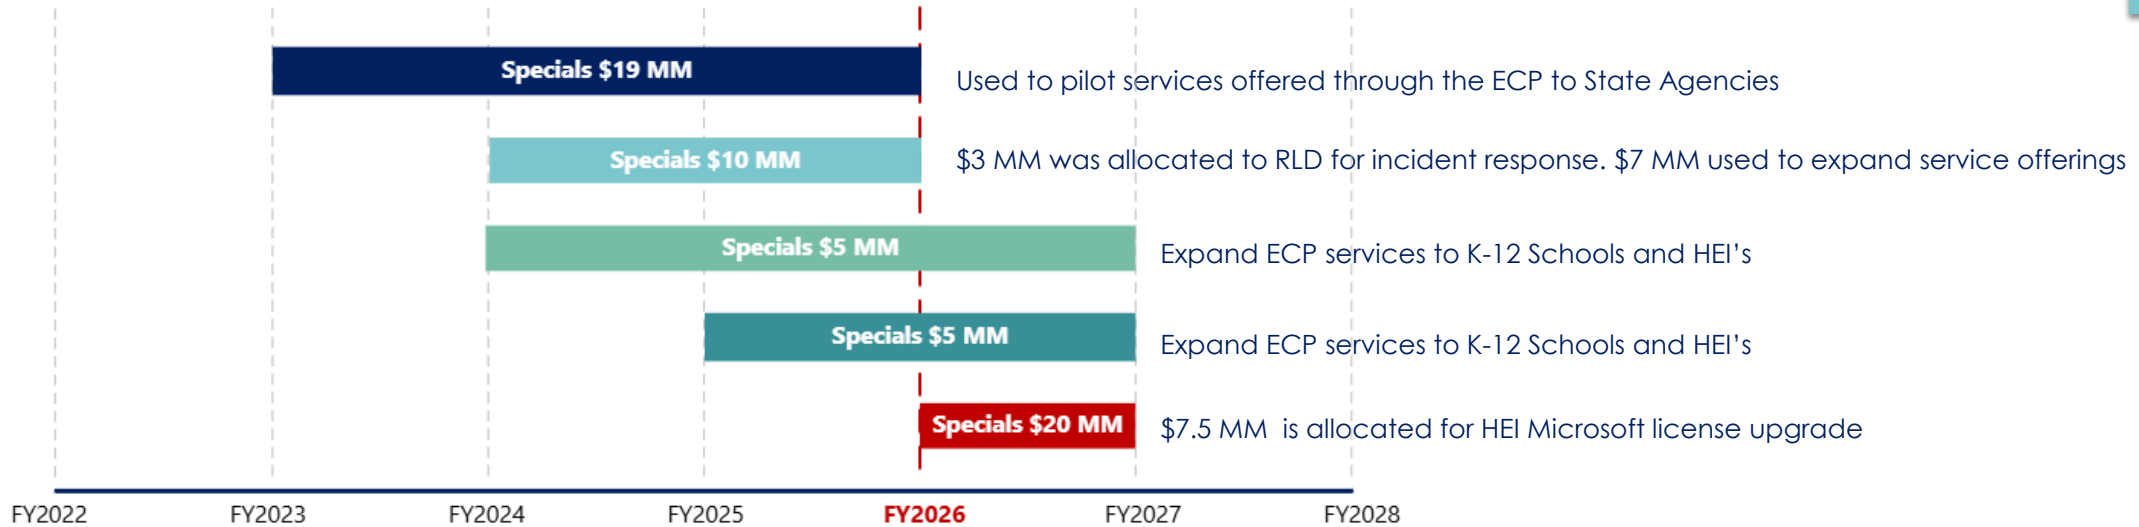 Specials $19 MM
Used to pilot services offered through the ECP to State Agencies
Specials $10 MM
$3 MM was allocated to RLD for incident response. $7 MM used to expand service offerings
Specials $5 MM
Expand ECP services to K-12 Schools and HEI's
Specials $5 MM
Expand ECP services to K-12 Schools and HEI's
Specials $20 MM
$7.5 MM is allocated for HEI Microsoft license upgrade
FY2022 FY2023 FY2024 FY2025 FY2026 FY2027 FY2028